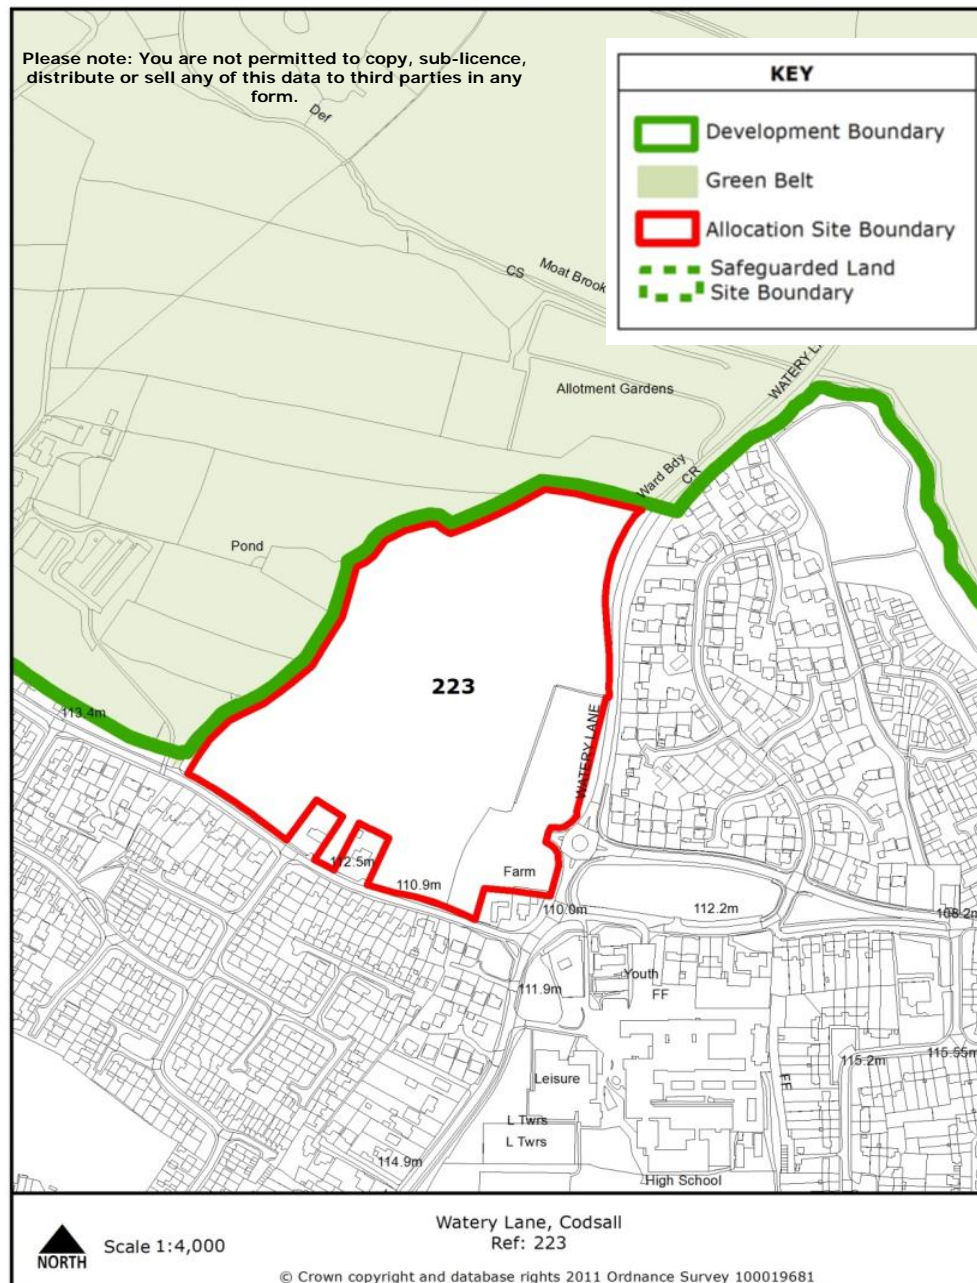 Please note: You are not permitted to copy, sub-licence,
distribute or sell any of this data to third parties in any
form.
KEY
Development Boundary
Green Belt
Allocation Site Boundary
Safeguarded Land
Site Boundary
Def
CS
Moat Brook
WATERY LA
Allotment Gardens
Ward Bdy
CR
Pond
223
113.4m
WATERY LANE
112.5m
110.9m
Farm
110.0m
112.2m
108.2m
111.9m
Youth
FF
115.2m
115.55m
FF
Leisure
L Twrs
L Twrs
114.9m
High School
NORTH
Scale 1:4,000
Watery Lane, Codsall
Ref: 223
© Crown copyright and database rights 2011 Ordnance Survey 100019681